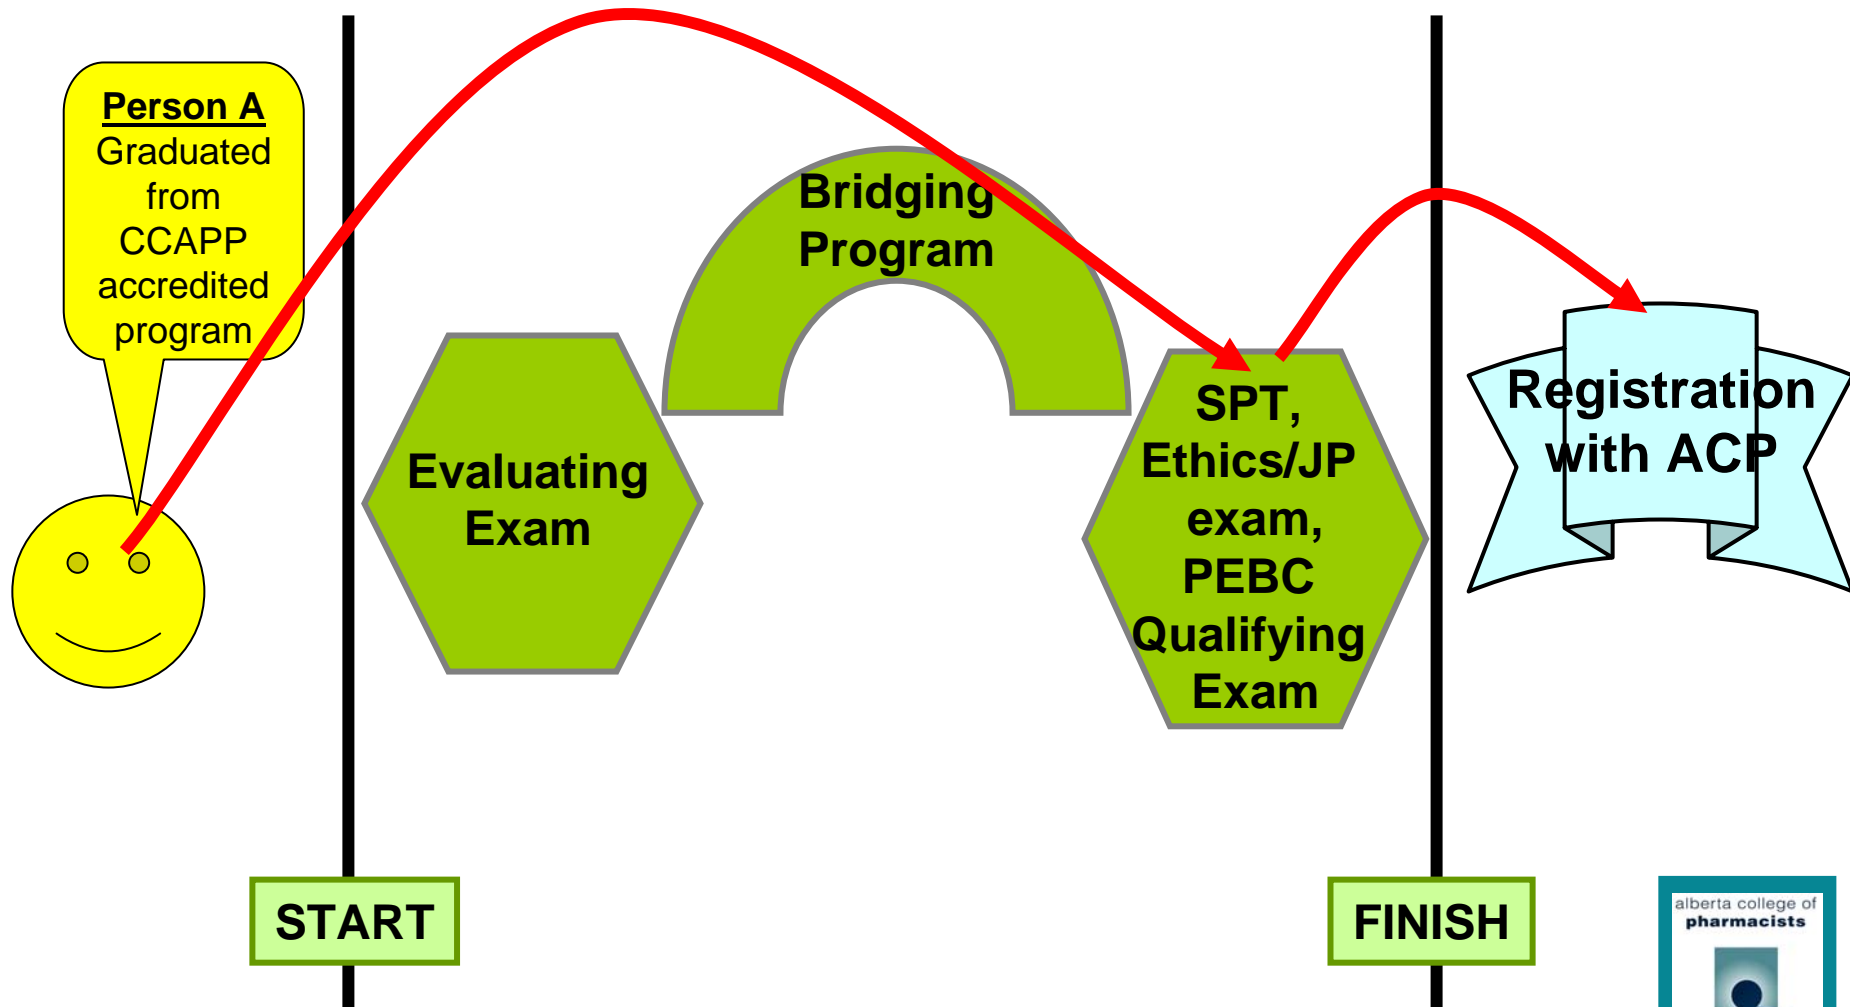 Person A
Graduated
from
CCAPP
accredited
program
Evaluating
Exam
Bridging
Program
SPT,
Ethics/JP
exam,
PEBC
Qualifying
Exam
Registration
with ACP
START
FINISH
alberta college of
pharmacists